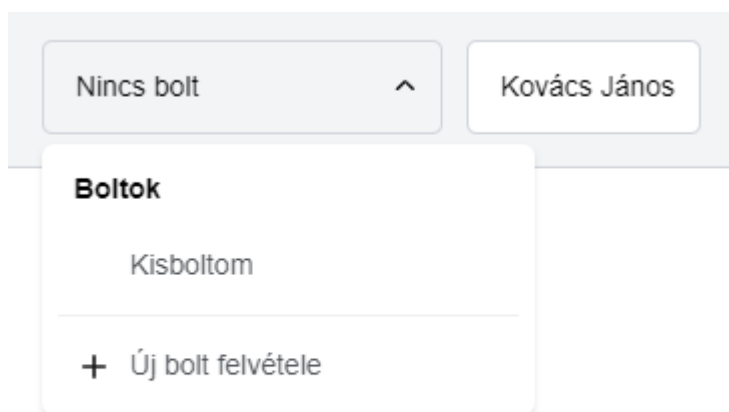 Nincs bolt
Kovács János
Boltok
Kisboltom
Új bolt felvétele